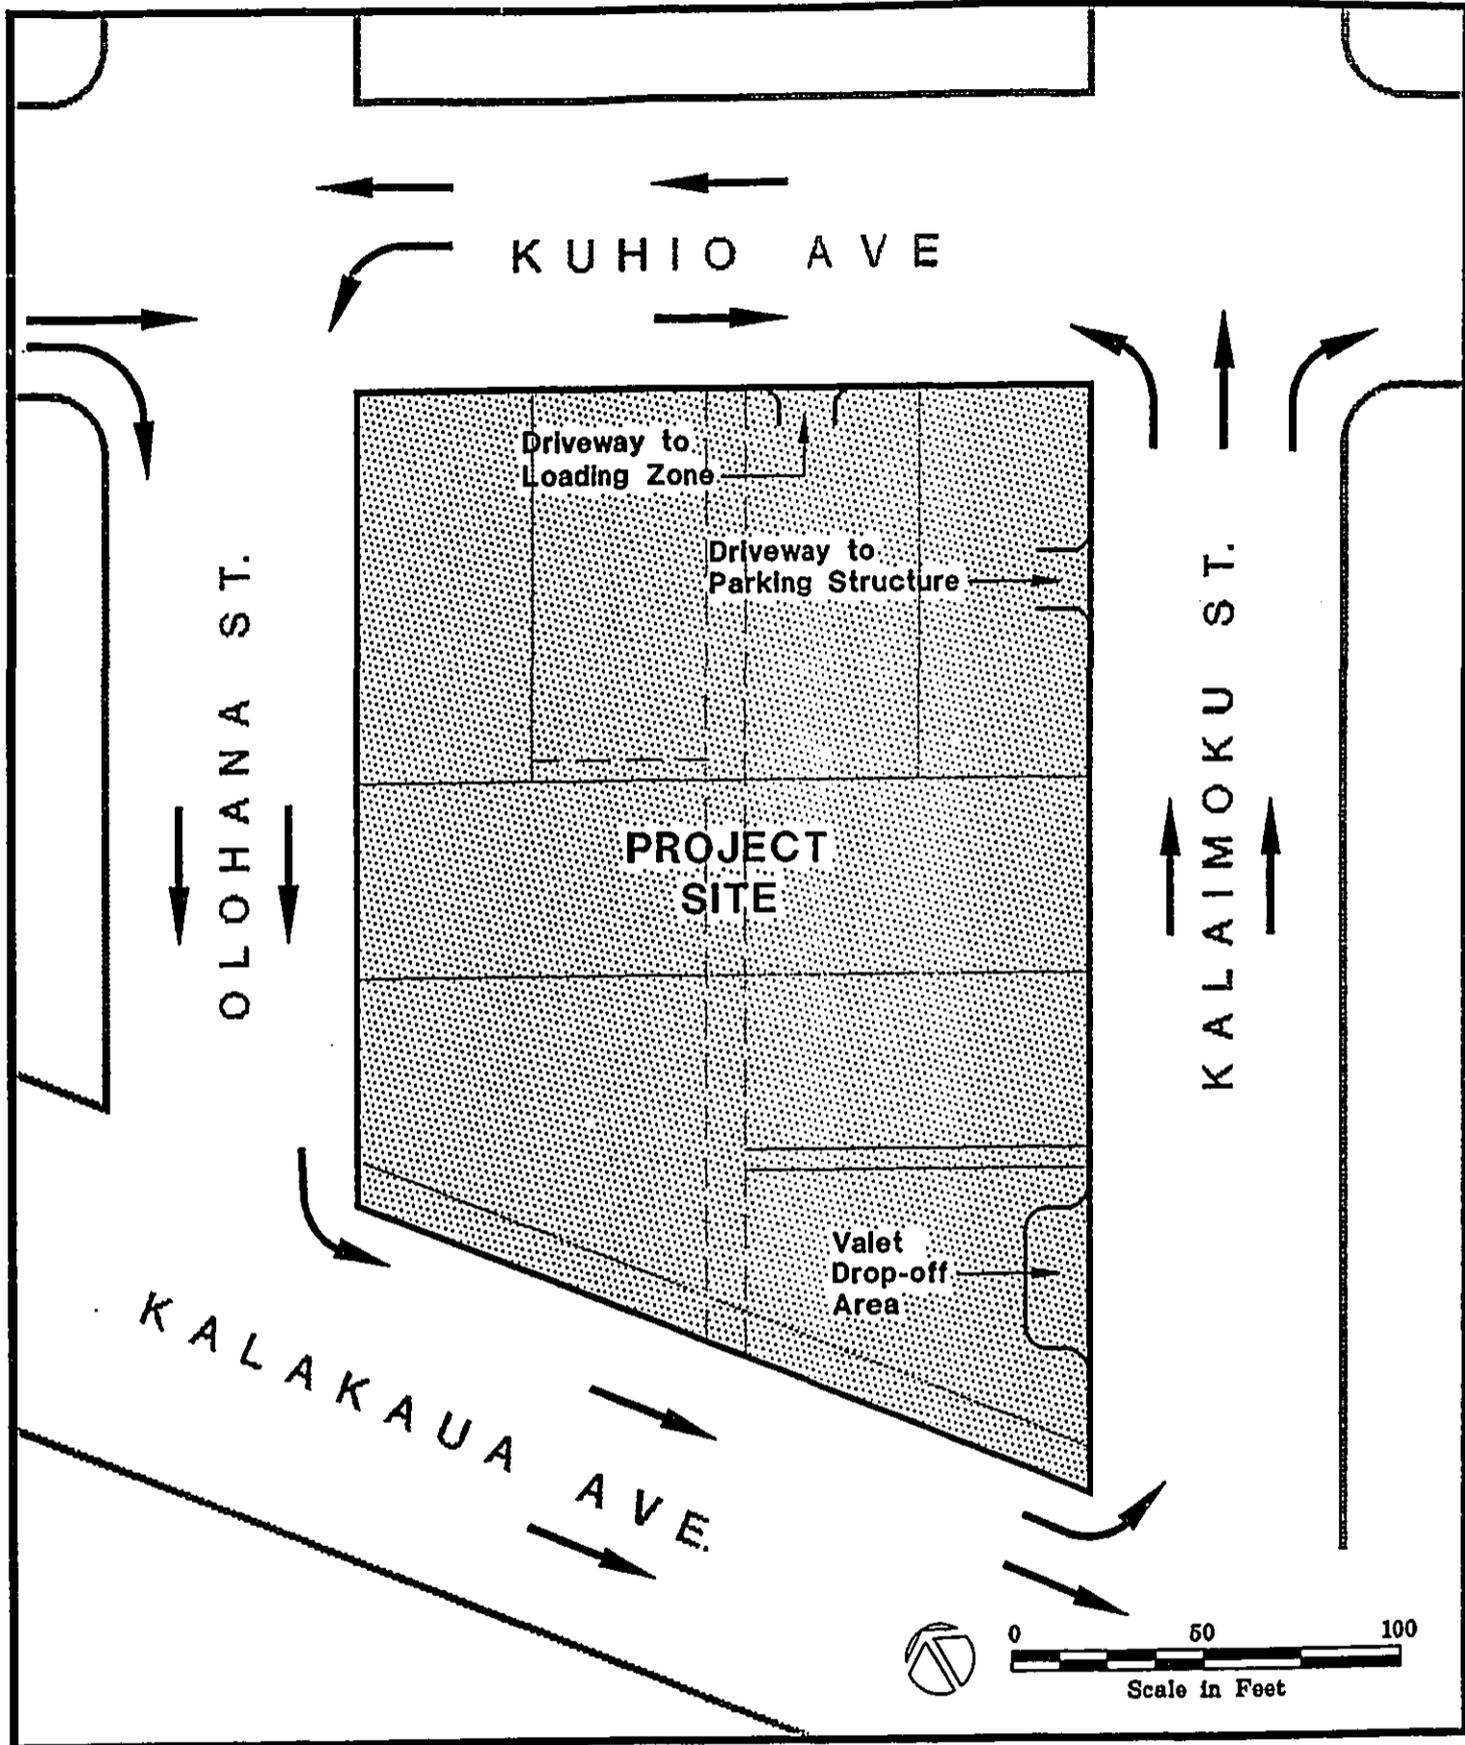 KUHIO AVE
Driveway to
Loading Zone
Driveway to
Parking Structure
OLOHANA ST.
KALAIMOKU ST.
PROJECT
SITE
Valet
Drop-off
Area
KALAKAUA AVE.
0 50 100
Scale in Feet